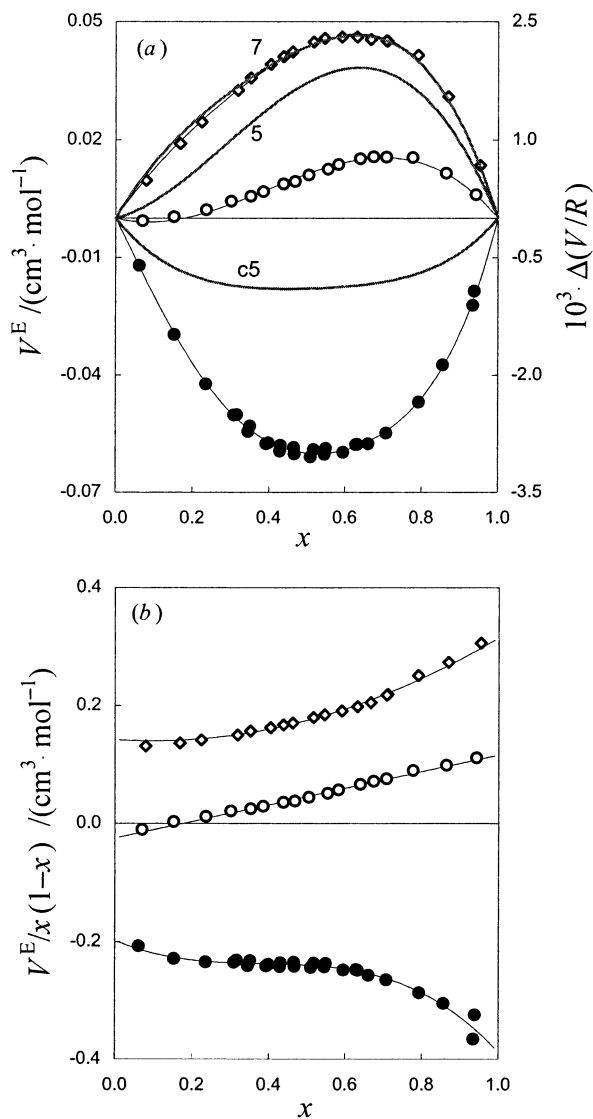 (a)
0.05
0.02
-0.01
-0.04
-0.07
V^E /(cm^3 · mol^−1)
7
5
c5
2.5
1.0
-0.5
-2.0
-3.5
10^3 · Δ(V/R)
0.0 0.2 0.4 0.6 0.8 1.0
x
(b)
0.4
0.2
0.0
-0.2
-0.4
V^E/x(1−x) /(cm^3 · mol^−1)
0.0 0.2 0.4 0.6 0.8 1.0
x